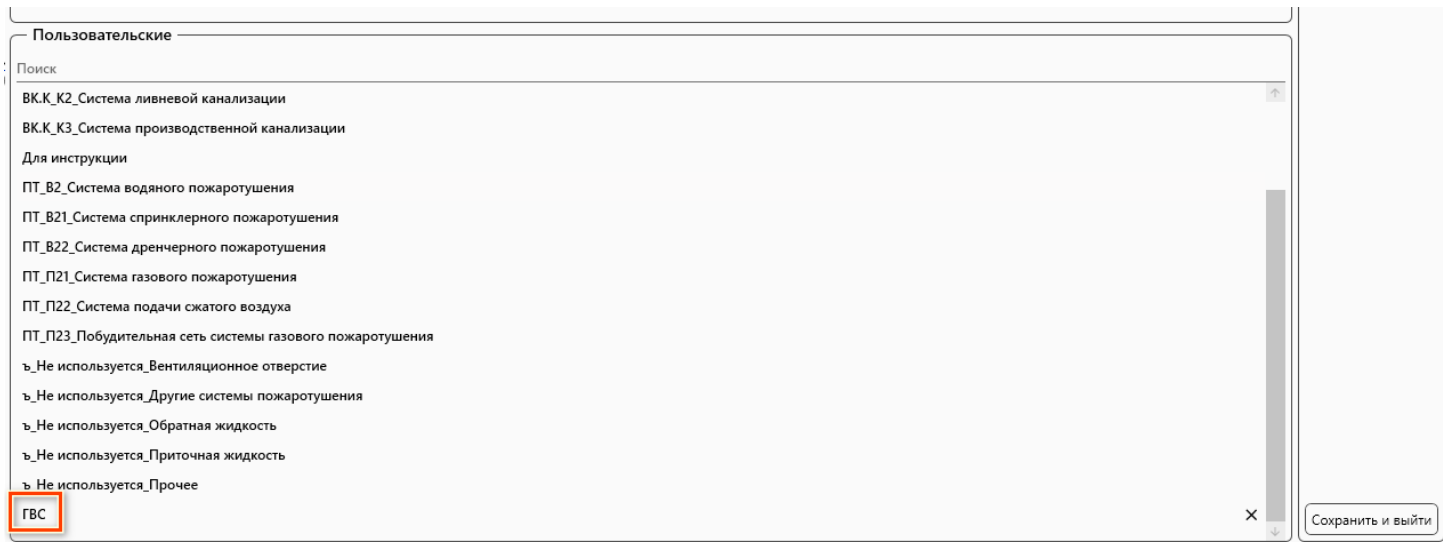 Пользовательские
Поиск
ВК.К_К2_Система ливневой канализации
ВК.К_К3_Система производственной канализации
Для инструкции
ПТ_В2_Система водяного пожаротушения
ПТ_В21_Система спринклерного пожаротушения
ПТ_В22_Система дренчерного пожаротушения
ПТ_П21_Система газового пожаротушения
ПТ_П22_Система подачи сжатого воздуха
ПТ_П23_Побудительная сеть системы газового пожаротушения
ъ_Не используется_Вентиляционное отверстие
ъ_Не используется_Другие системы пожаротушения
ъ_Не используется_Обратная жидкость
ъ_Не используется_Приточная жидкость
ъ_Не используется_Прочее
ГВС
Сохранить и выйти